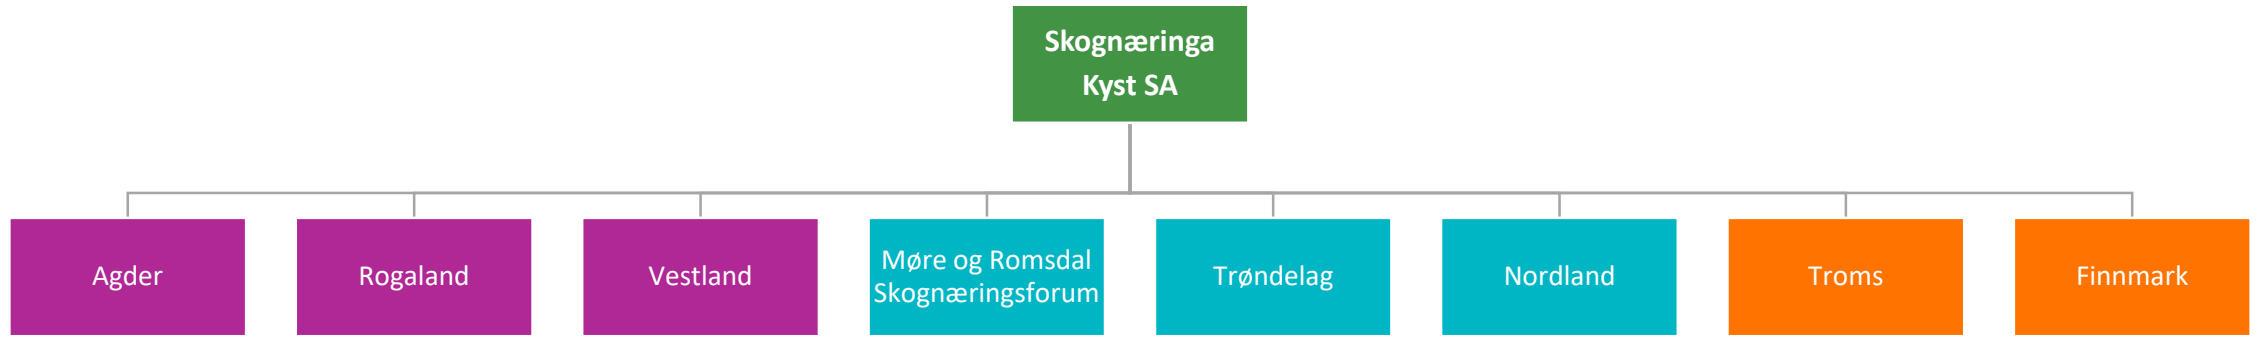 Skognæringa
Kyst SA
Agder
Rogaland
Vestland
Møre og Romsdal
Skognæringsforum
Trøndelag
Nordland
Troms
Finnmark